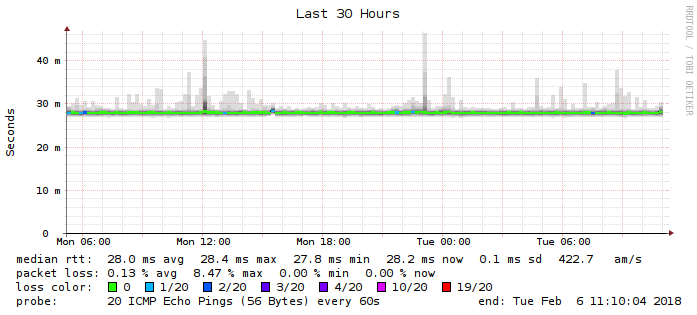 Last 30 Hours
RRDTOOL / TOBI OETIKER
Seconds
40 m
30 m
20 m
10 m
0
Mon 06:00 Mon 12:00 Mon 18:00 Tue 00:00 Tue 06:00
median rtt: 28.0 ms avg 28.4 ms max 27.8 ms min 28.2 ms now 0.1 ms sd 422.7 am/s
packet loss: 0.13 % avg 8.47 % max 0.00 % min 0.00 % now
loss color: 0 1/20 2/20 3/20 4/20 10/20 19/20
probe: 20 ICMP Echo Pings (56 Bytes) every 60s end: Tue Feb 6 11:10:04 2018